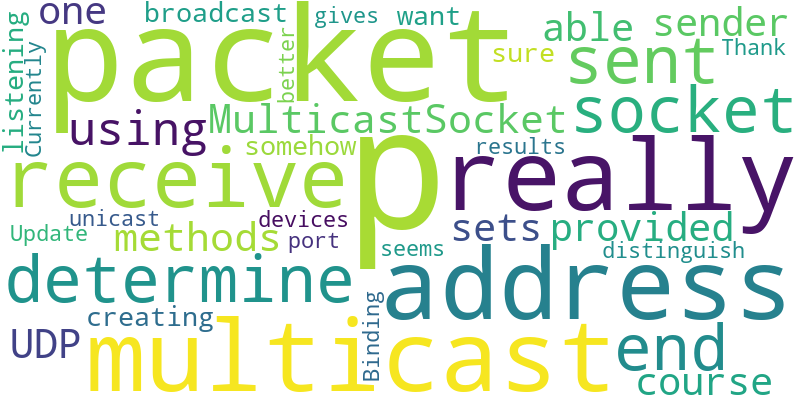 one
broadcast
gives
want
able
sender
packet
sure
sent
Thank
listening
Currently
better
using
MulticastSocket
socket
somehow
p
results
receive
really
unicast
devices
sets
provided
Update
methods
port
seems
distinguish
determine
address
creating
Binding
UDP
multicast
end
course